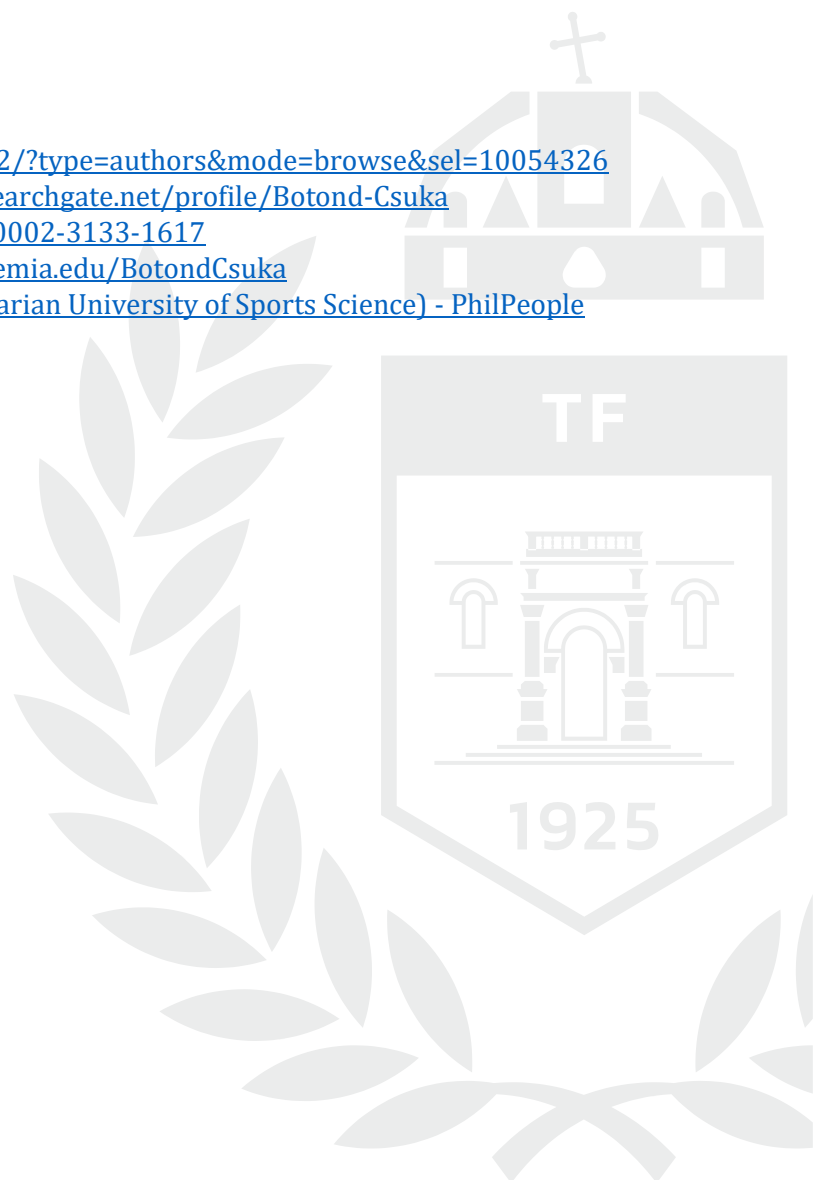 2/?type=authors&mode=browse&sel=10054326
earchgate.net/profile/Botond-Csuka
0002-3133-1617
emia.edu/BotondCsuka
arian University of Sports Science) - PhilPeople
TF
1925